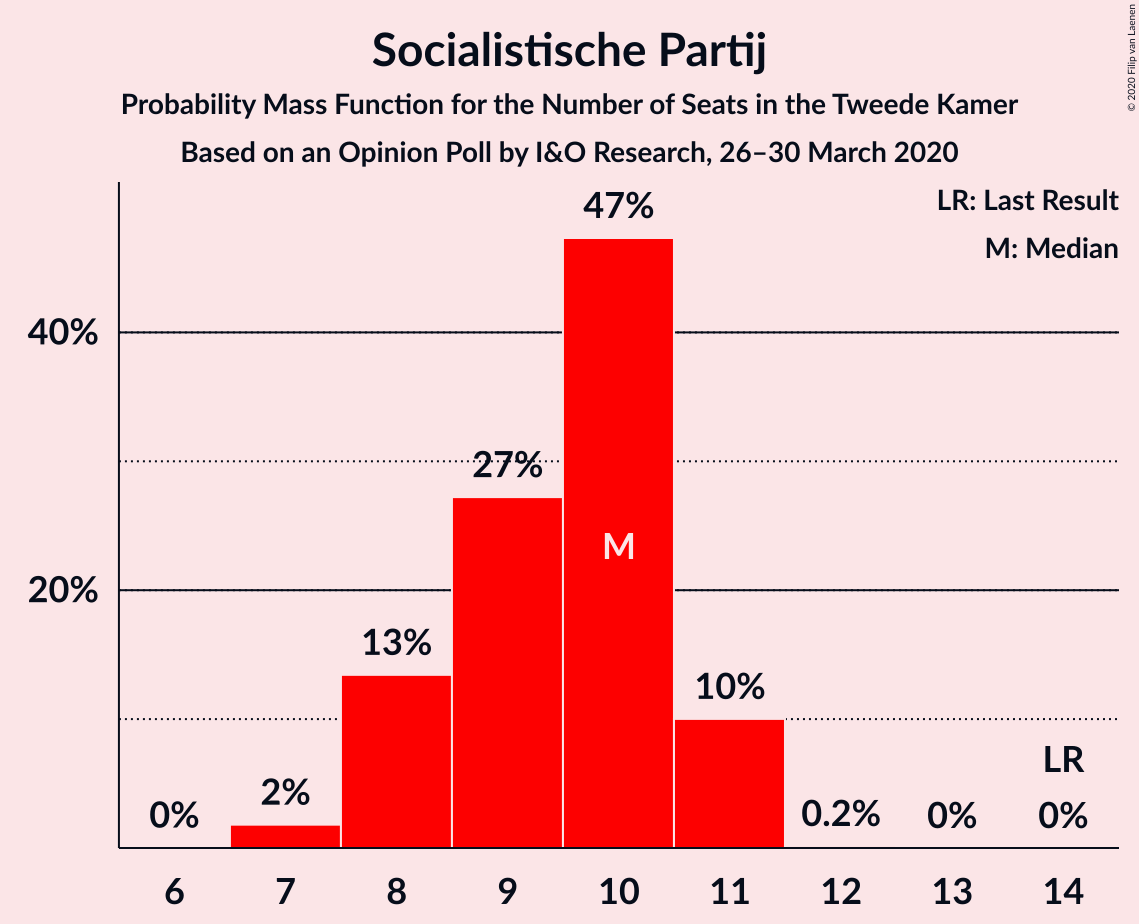 Socialistische Partij
Probability Mass Function for the Number of Seats in the Tweede Kamer
Based on an Opinion Poll by I&O Research, 26–30 March 2020
© 2020 Filip van Laenen
LR: Last Result
M: Median
47%
40%
27%
M
20%
13%
10%
LR
2%
0%
0.2%
0%
0%
6 7 8 9 10 11 12 13 14